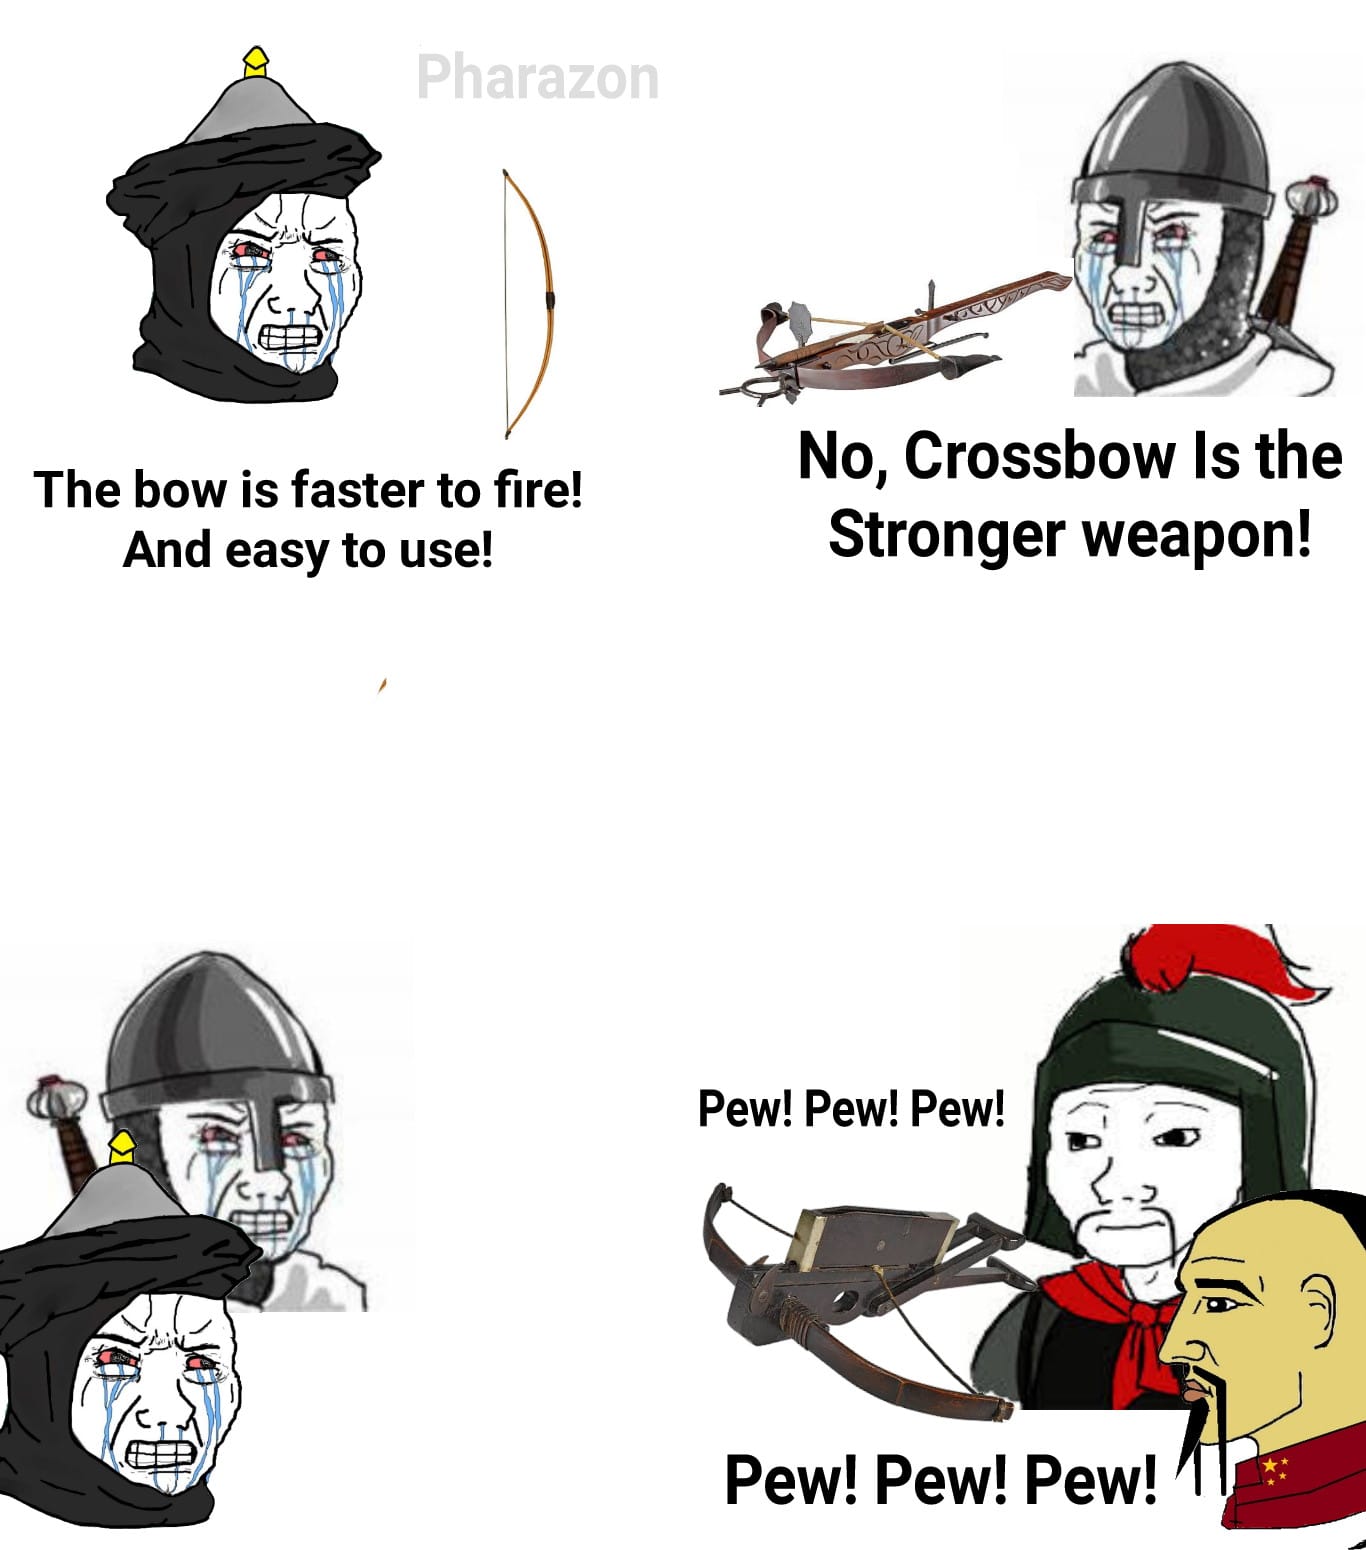 Pharazon
The bow is faster to fire!
And easy to use!
No, Crossbow Is the
Stronger weapon!
Pew! Pew! Pew!
Pew! Pew! Pew!